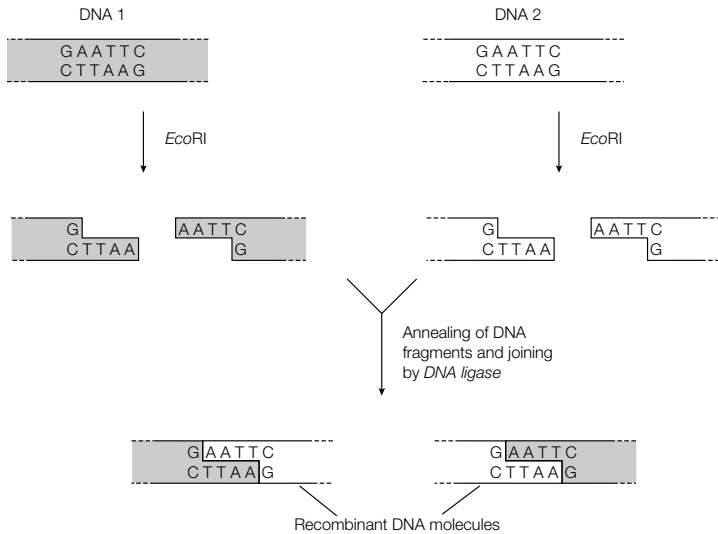 DNA 1
DNA 2
GAATTC
CTTAAG
GAATTC
CTTAAG
EcoRI
EcoRI
G
CTTAA
AATTC
G
G
CTTAA
AATTC
G
Annealing of DNA
fragments and joining
by DNA ligase
GAATTC
CTTAAG
GAATTC
CTTAAG
Recombinant DNA molecules